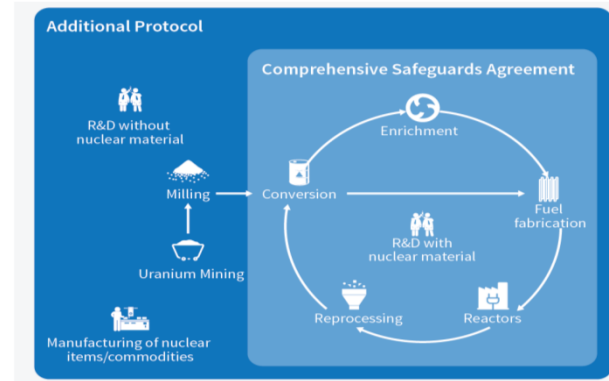 Additional Protocol
Comprehensive Safeguards Agreement
R&D without
nuclear material
Enrichment
Milling
Conversion
Fuel
fabrication
R&D with
nuclear material
Uranium Mining
Reprocessing
Reactors
Manufacturing of nuclear
items/commodities